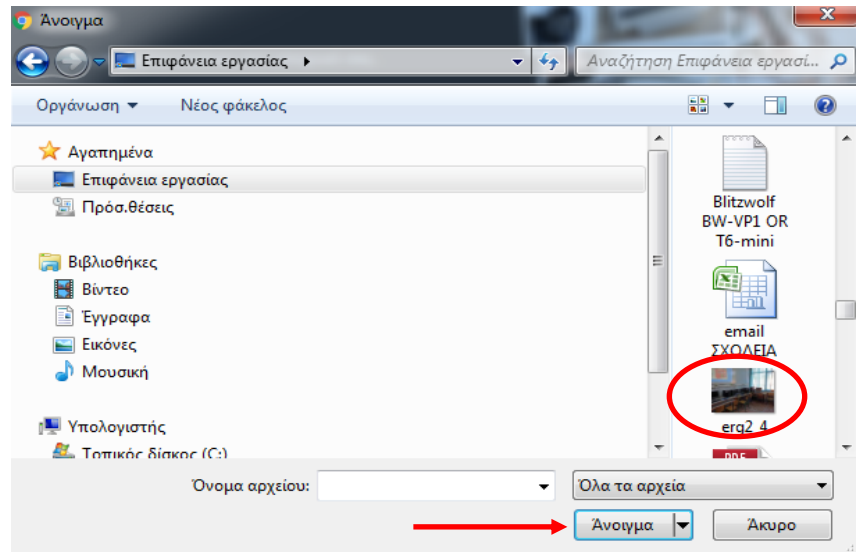 Άνοιγμα
Επιφάνεια εργασίας
Αναζήτηση Επιφάνεια εργασί...
Οργάνωση
Νέος φάκελος
Αγαπημένα
Επιφάνεια εργασίας
Πρόσ.θέσεις
Βιβλιοθήκες
Βίντεο
Έγγραφα
Εικόνες
Μουσική
Υπολογιστής
Τοπικός δίσκος (C:)
Blitzwolf
BW-VP1 OR
T6-mini
email
ΣΧΟΛΕΙΑ
erg2_4
PDF
Όνομα αρχείου:
Όλα τα αρχεία
Άνοιγμα
Άκυρο